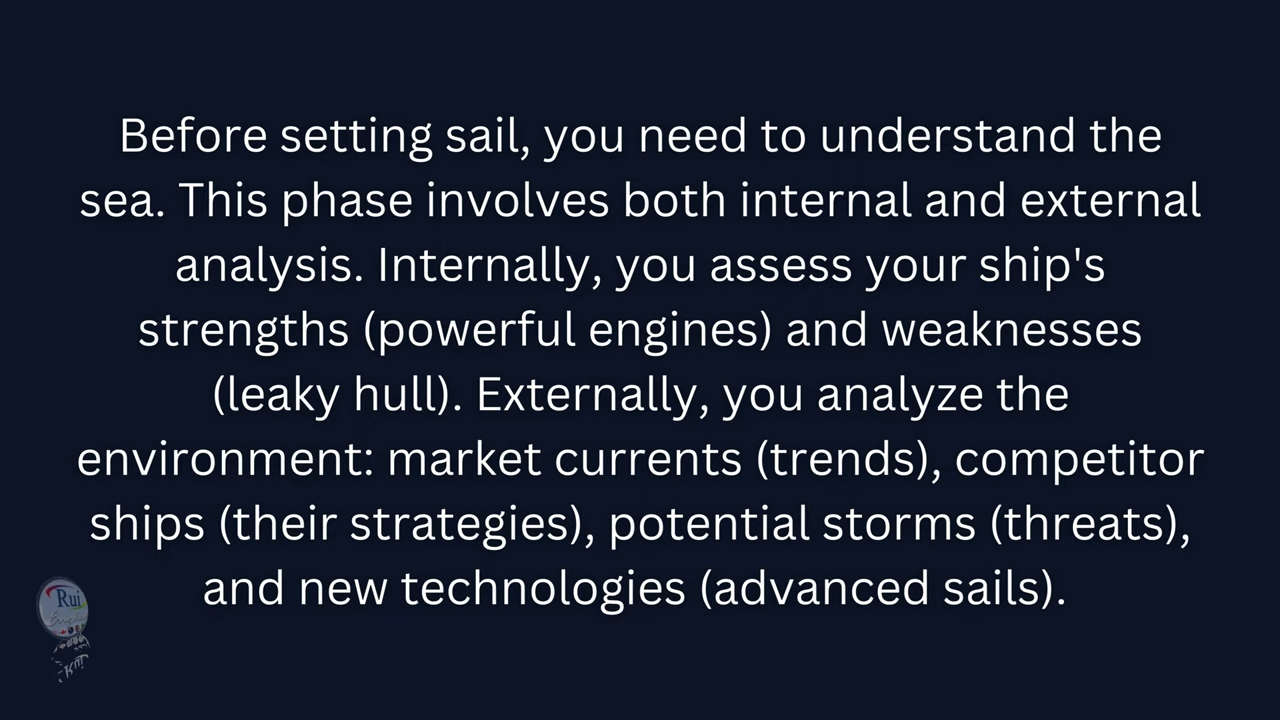 Before setting sail, you need to understand the
sea. This phase involves both internal and external
analysis. Internally, you assess your ship's
strengths (powerful engines) and weaknesses
(leaky hull). Externally, you analyze the
environment: market currents (trends), competitor
ships (their strategies), potential storms (threats),
and new technologies (advanced sails).
Rui